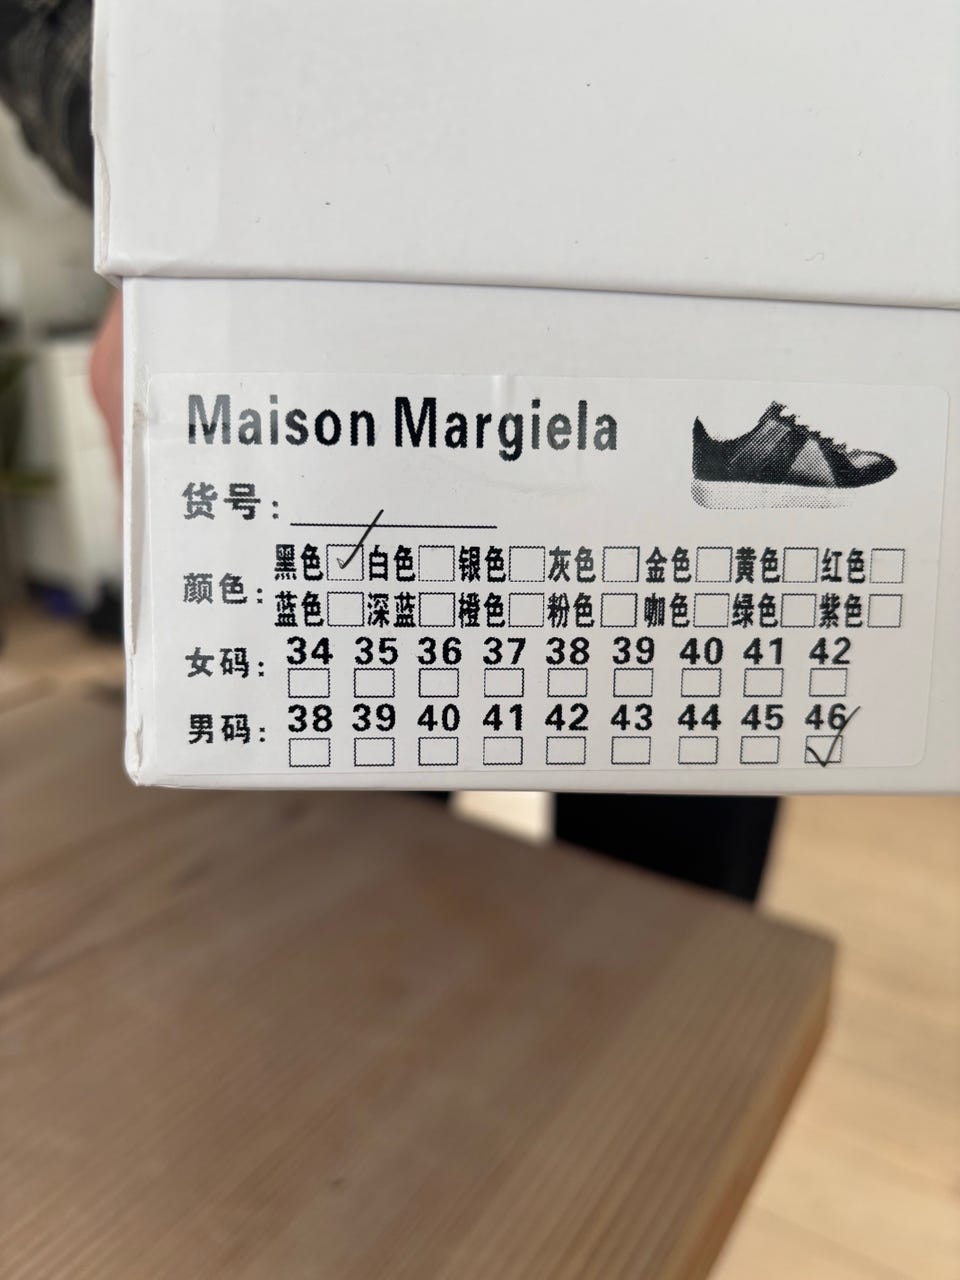 Maison Margiela
货号:
颜色: 黑色 白色 银色 灰色 金色 黄色 红色
蓝色 深蓝 橙色 粉色 咖色 绿色 紫色
女码: 34 35 36 37 38 39 40 41 42
男码: 38 39 40 41 42 43 44 45 46